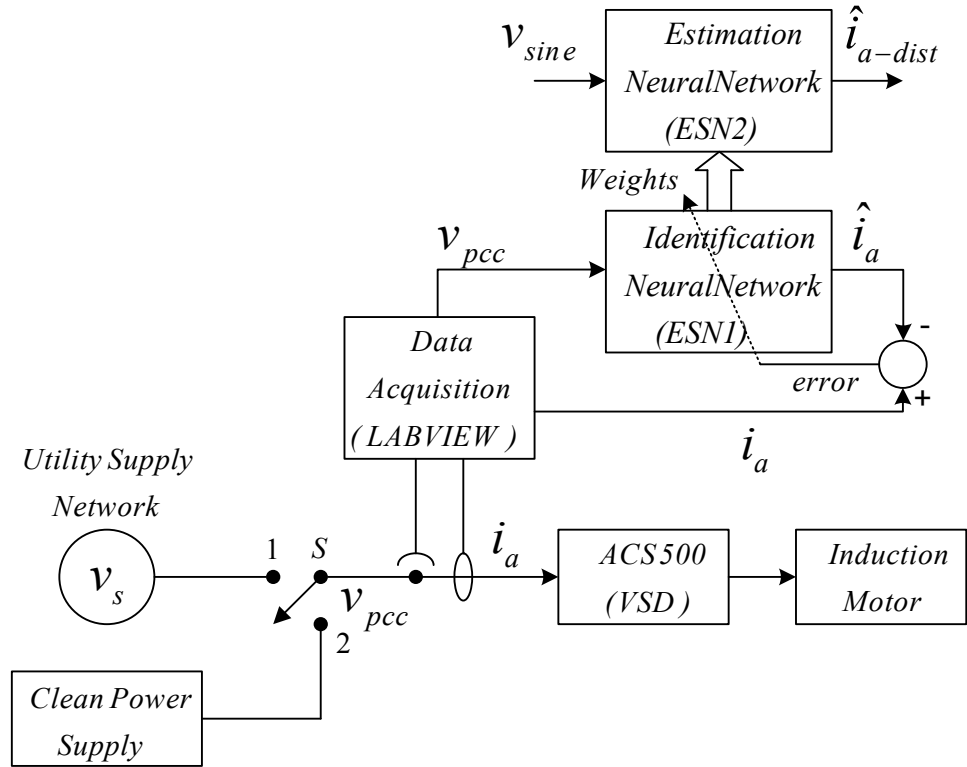 v_sine
Estimation
NeuralNetwork
(ESN2)
î_a-dist
Weights
v_pcc
Identification
NeuralNetwork
(ESN1)
î_a
-
error
+
Data
Acquisition
(LABVIEW)
i_a
Utility Supply
Network
v_s
1
S
2
v_pcc
i_a
ACS500
(VSD)
Induction
Motor
Clean Power
Supply